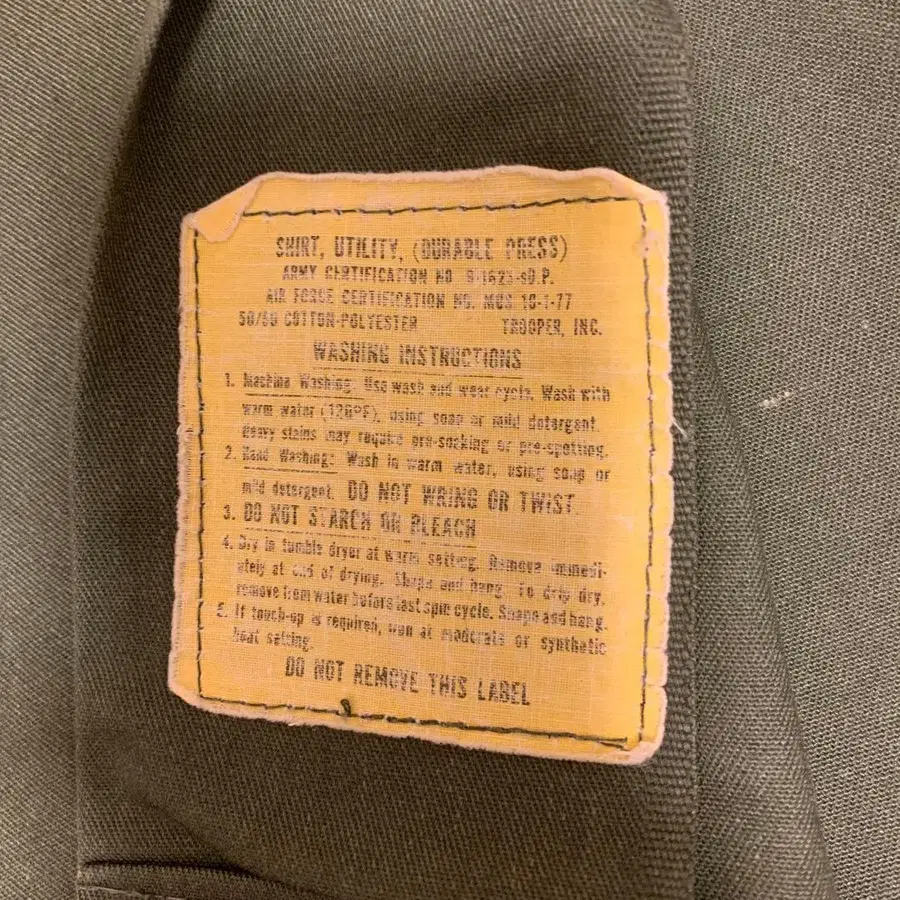 SHIRT, UTILITY, (DURABLE PRESS)
ARMY CERTIFICATION NO. P.
AIR FORCE CERTIFICATION NO. MCS 10-1-77
50/50 COTTON-POLYESTER TROOPER, INC.
WASHING INSTRUCTIONS
1. Machine Washing: Use wash and wear cycle. Wash with
warm water (120°F), using soap or mild detergent.
Heavy stains may require pre-soaking or pre-spotting.
2. Hand Washing: Wash in warm water, using soap or
mild detergent. DO NOT WRING OR TWIST.
3. DO NOT STARCH OR BLEACH
4. Dry in tumble dryer at warm setting. Remove immedi-
ately at end of drying. Shape and hang. To drip dry,
remove from water before last spin cycle. Shape and hang.
5. If touch-up is required, iron at moderate or synthetic
heat setting.
DO NOT REMOVE THIS LABEL